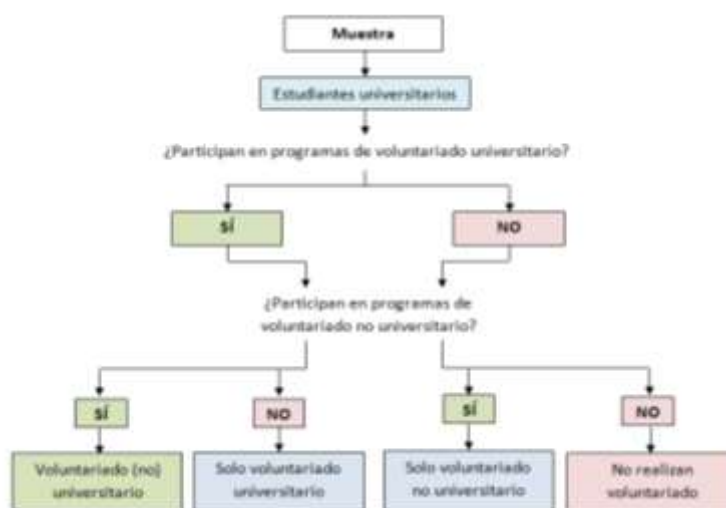 Muestra
Estudiantes universitarios
¿Participan en programas de voluntariado universitario?
SÍ
NO
¿Participan en programas de
voluntariado no universitario?
SÍ
NO
SÍ
NO
Voluntariado (no)
universitario
Solo voluntariado
universitario
Solo voluntariado
no universitario
No realizan
voluntariado